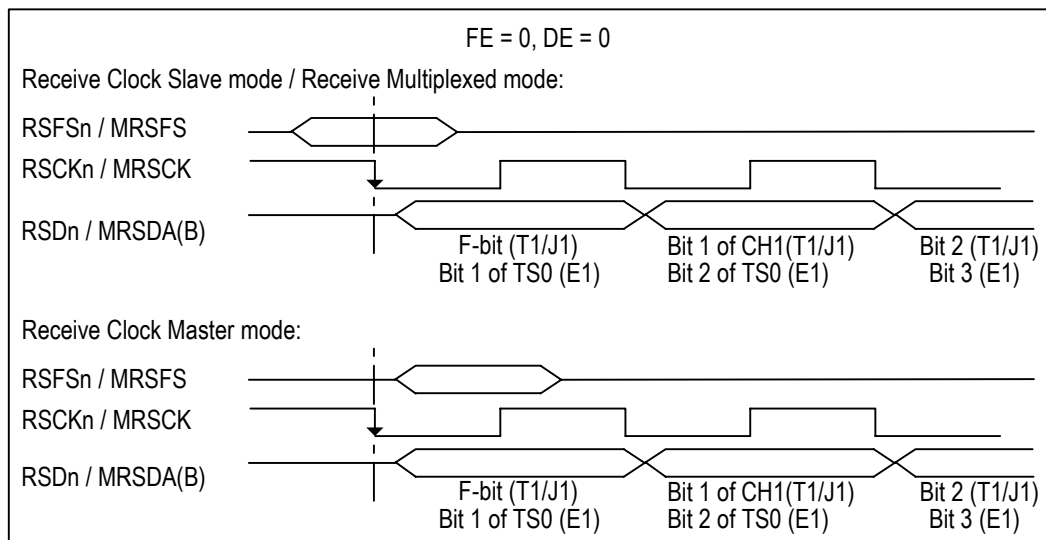 FE = 0, DE = 0
Receive Clock Slave mode / Receive Multiplexed mode:
RSFSn / MRSFS
RSCKn / MRSCK
RSDn / MRSDA(B)
F-bit (T1/J1)
Bit 1 of TS0 (E1)
Bit 1 of CH1(T1/J1)
Bit 2 of TS0 (E1)
Bit 2 (T1/J1)
Bit 3 (E1)
Receive Clock Master mode:
RSFSn / MRSFS
RSCKn / MRSCK
RSDn / MRSDA(B)
F-bit (T1/J1)
Bit 1 of TS0 (E1)
Bit 1 of CH1(T1/J1)
Bit 2 of TS0 (E1)
Bit 2 (T1/J1)
Bit 3 (E1)